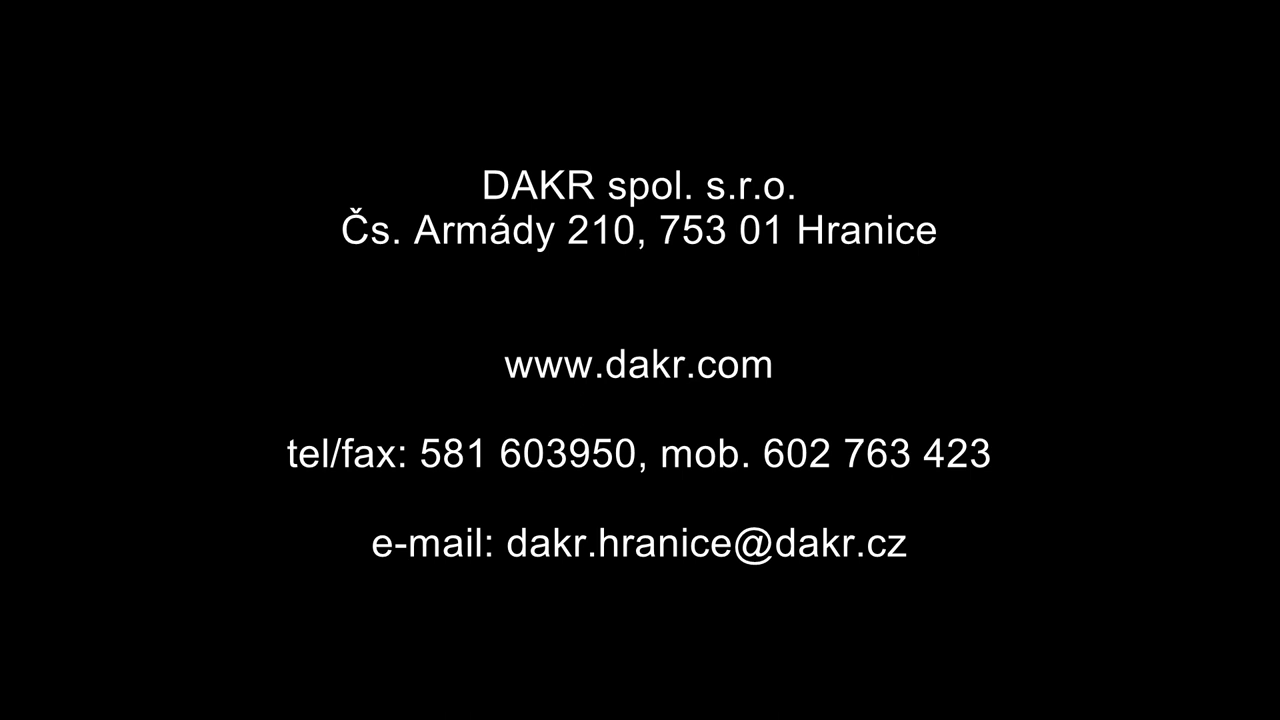 DAKR spol. s.r.o.
Čs. Armády 210, 753 01 Hranice
www.dakr.com
tel/fax: 581 603950, mob. 602 763 423
e-mail: dakr.hranice@dakr.cz